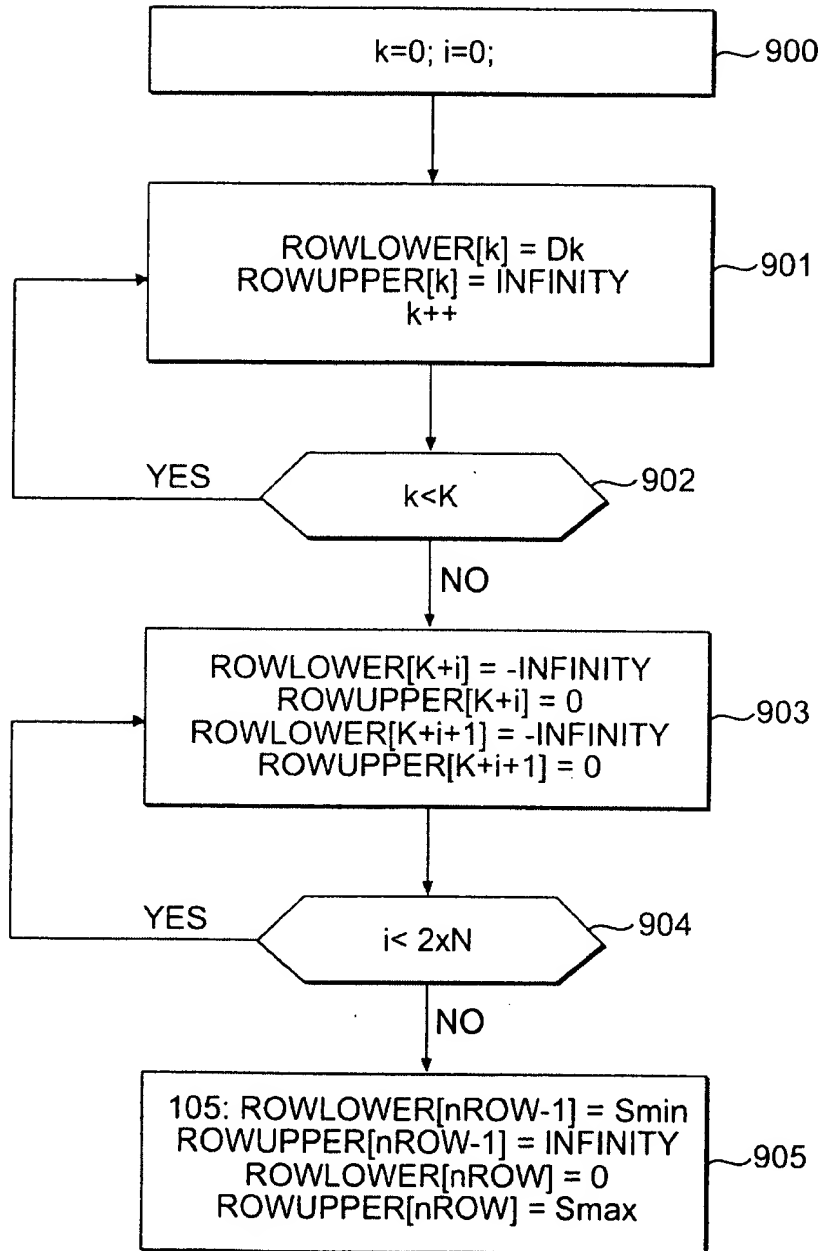 k=0; i=0;
900
ROWLOWER[k] = Dk
ROWUPPER[k] = INFINITY
k++
901
YES
k<K
902
NO
ROWLOWER[K+i] = -INFINITY
ROWUPPER[K+i] = 0
ROWLOWER[K+i+1] = -INFINITY
ROWUPPER[K+i+1] = 0
903
YES
i< 2xN
904
NO
105: ROWLOWER[nROW-1] = Smin
ROWUPPER[nROW-1] = INFINITY
ROWLOWER[nROW] = 0
ROWUPPER[nROW] = Smax
905